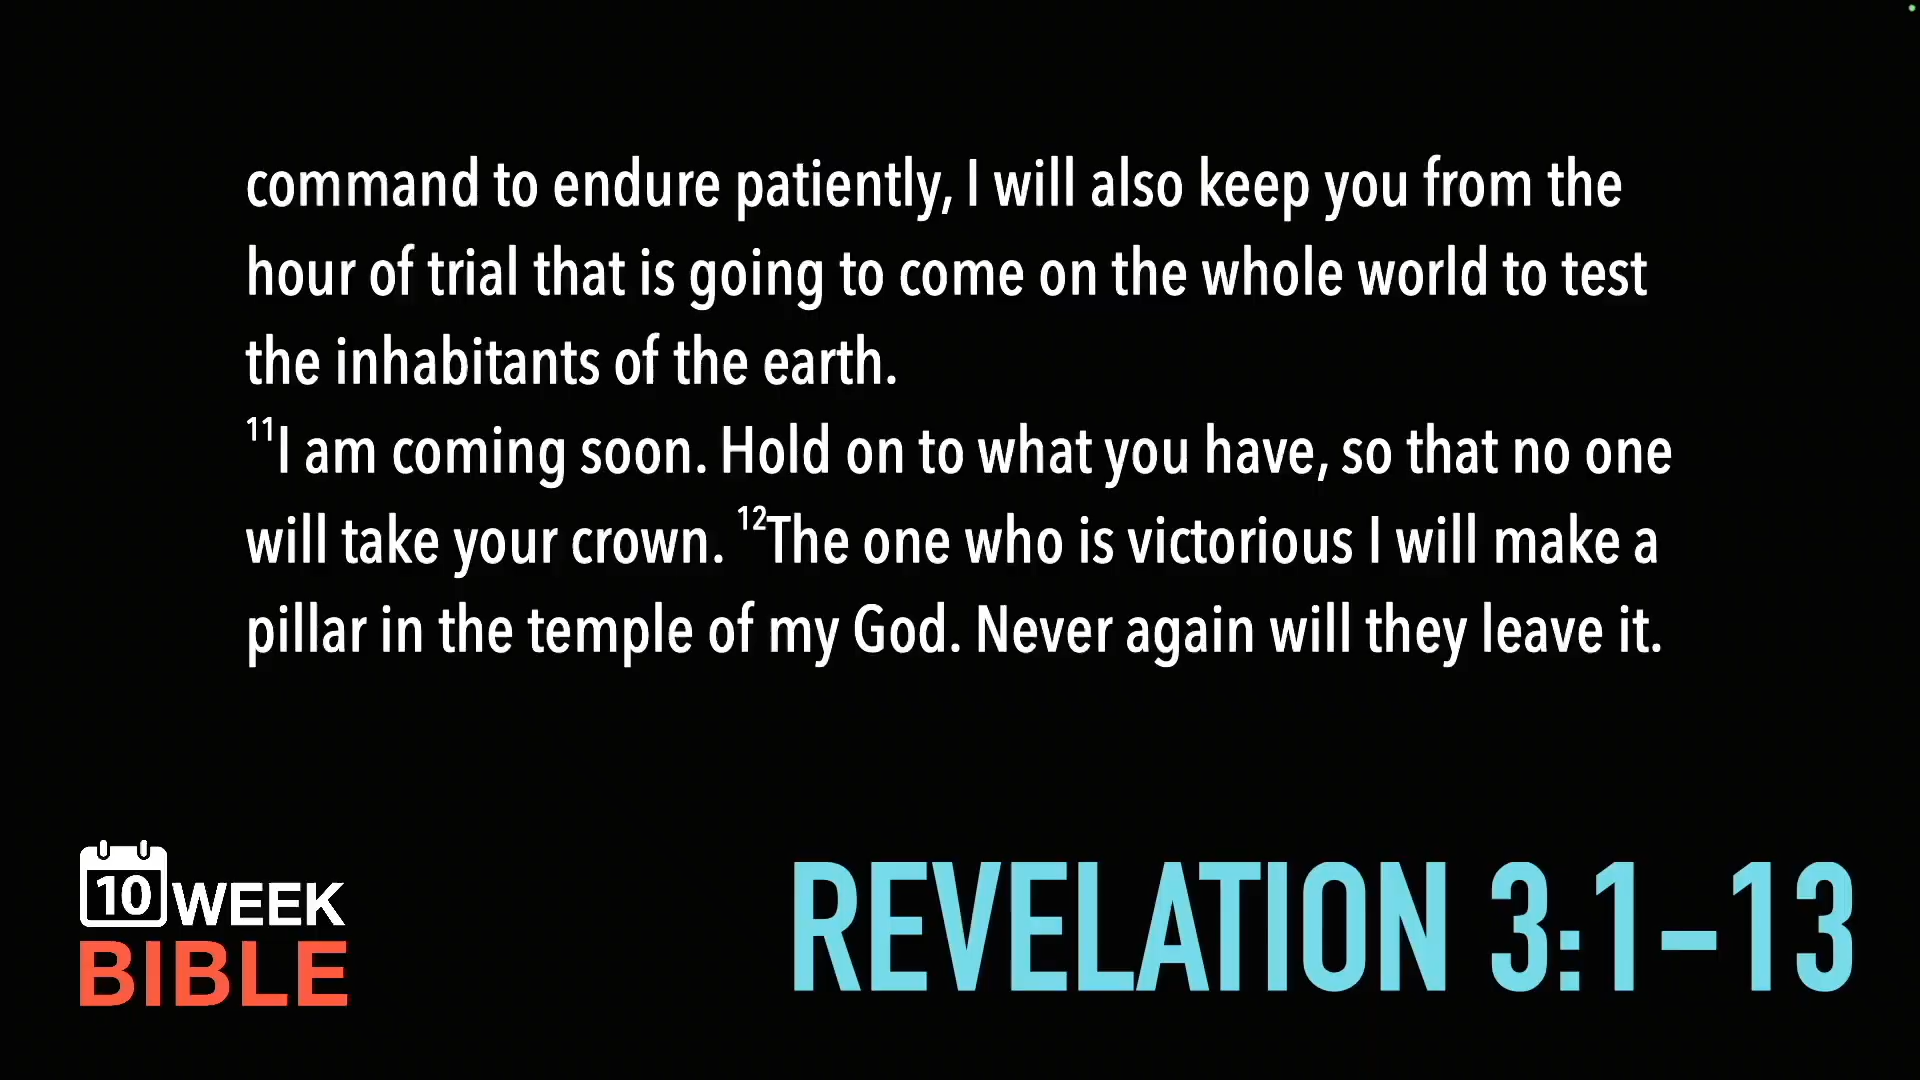 command to endure patiently, I will also keep you from the
hour of trial that is going to come on the whole world to test
the inhabitants of the earth.
11I am coming soon. Hold on to what you have, so that no one
will take your crown. 12The one who is victorious I will make a
pillar in the temple of my God. Never again will they leave it.
10 WEEK
BIBLE
REVELATION 3:1–13